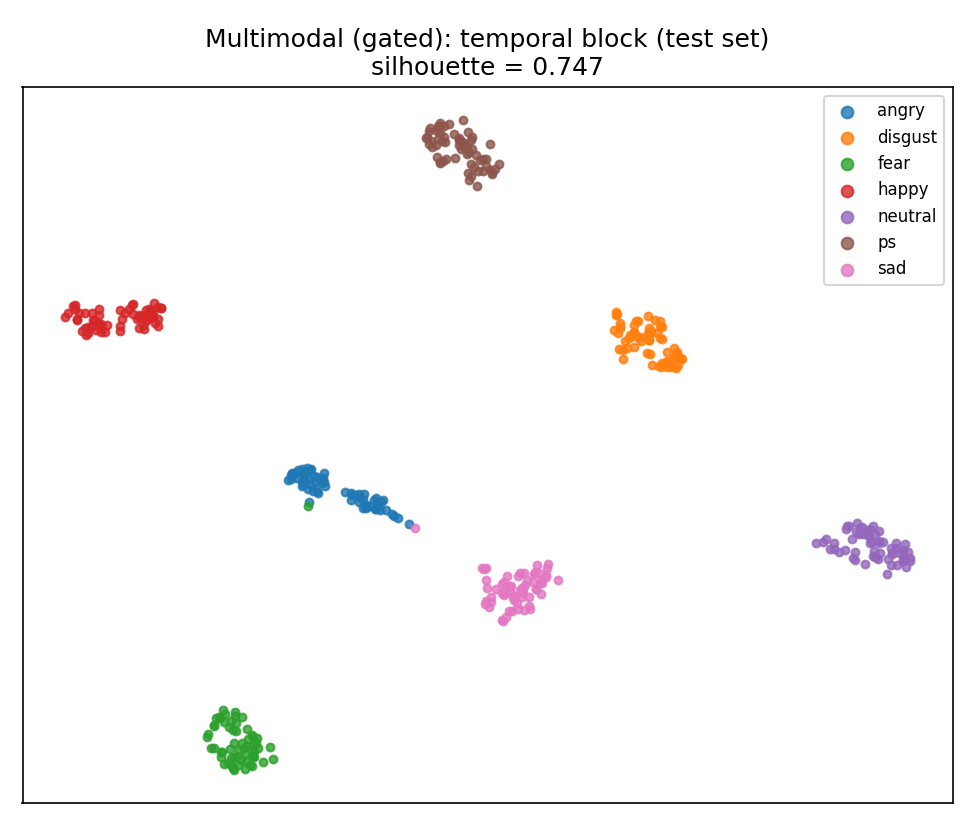 Multimodal (gated): temporal block (test set)
silhouette = 0.747
angry
disgust
fear
happy
neutral
ps
sad